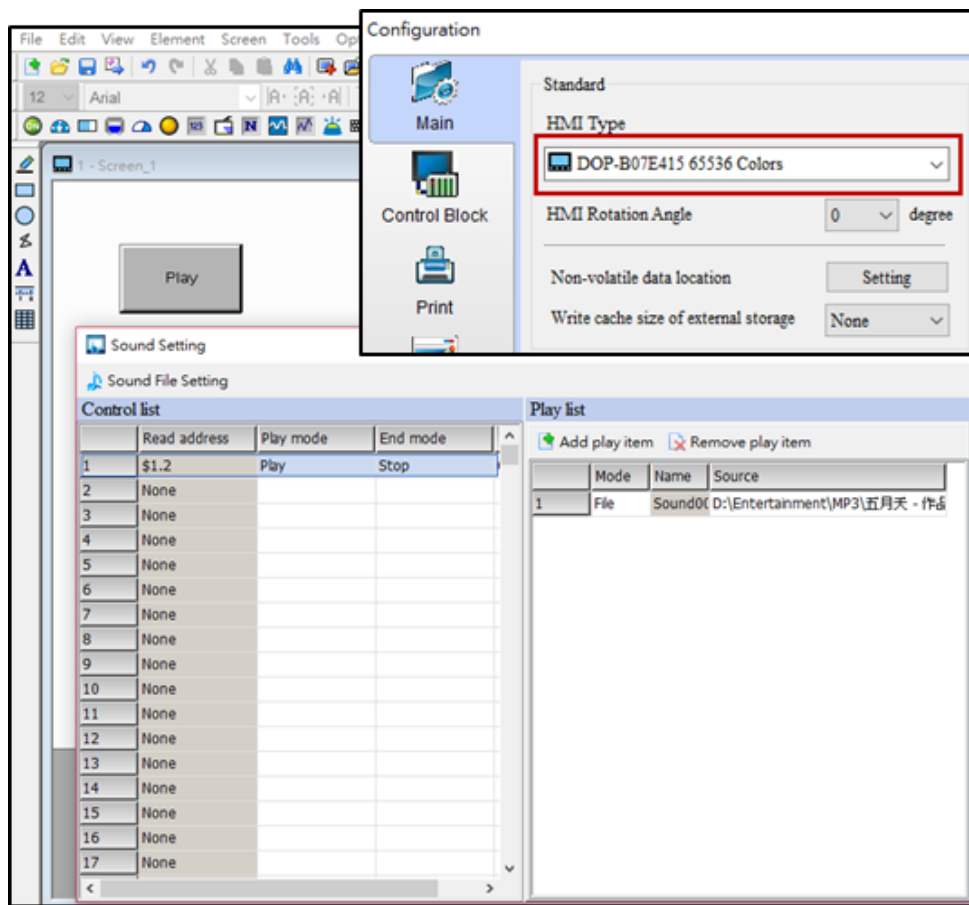 File Edit View Element Screen Tools
12 Arial
1 - Screen_1
Play
Configuration
Main
Control Block
Print
Standard
HMI Type
DOP-B07E415 65536 Colors
HMI Rotation Angle 0 degree
Non-volatile data location Setting
Write cache size of external storage None
Sound Setting
Sound File Setting
Control list
Read address Play mode End mode
1 $1.2 Play Stop
2 None
3 None
4 None
5 None
6 None
7 None
8 None
9 None
10 None
11 None
12 None
13 None
14 None
15 None
16 None
17 None
Play list
Add play item Remove play item
Mode Name Source
1 File Sound00 D:\Entertainment\MP3\五月天 - 作品